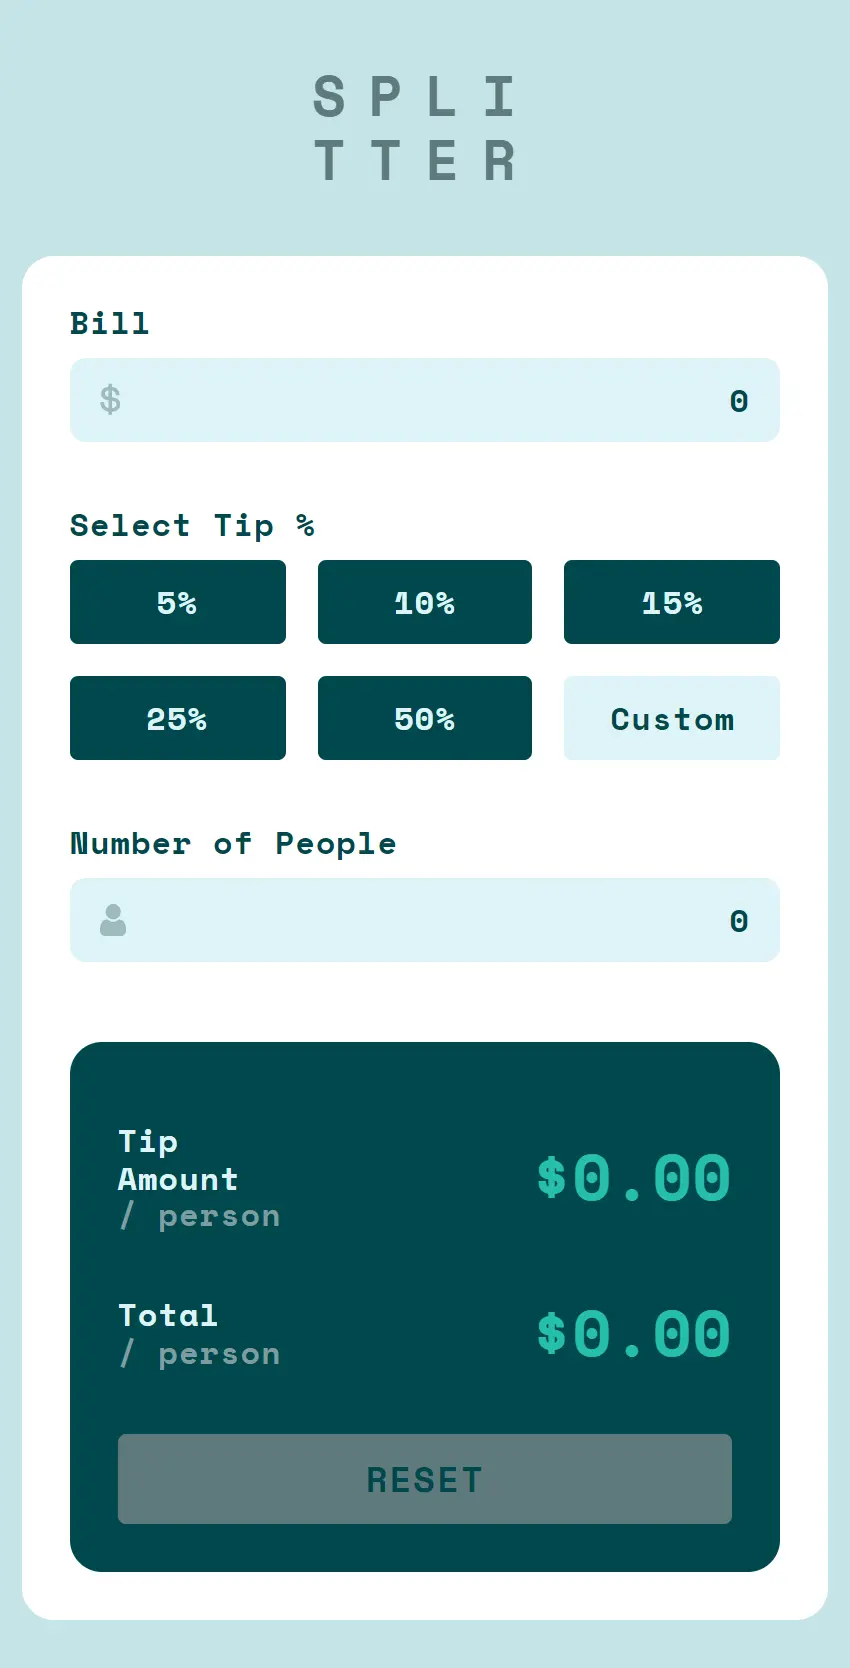 S P L I
T T E R
Bill
$ 0
Select Tip %
5% 10% 15%
25% 50% Custom
Number of People
0
Tip
Amount
/ person
$0.00
Total
/ person
$0.00
RESET